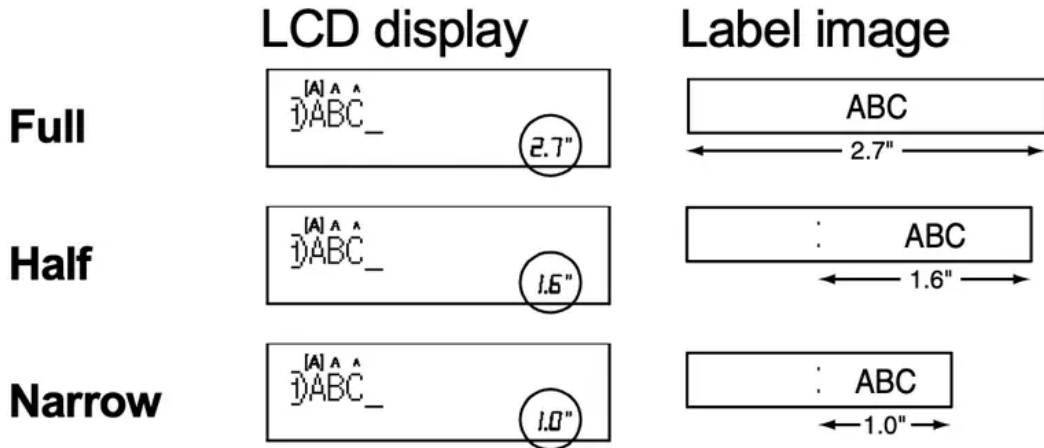 LCD display Label image
Full
[A] A A
1)ABC_
2.7"
ABC
2.7"
Half
[A] A A
1)ABC_
1.6"
: ABC
1.6"
Narrow
[A] A A
1)ABC_
1.0"
: ABC
1.0"